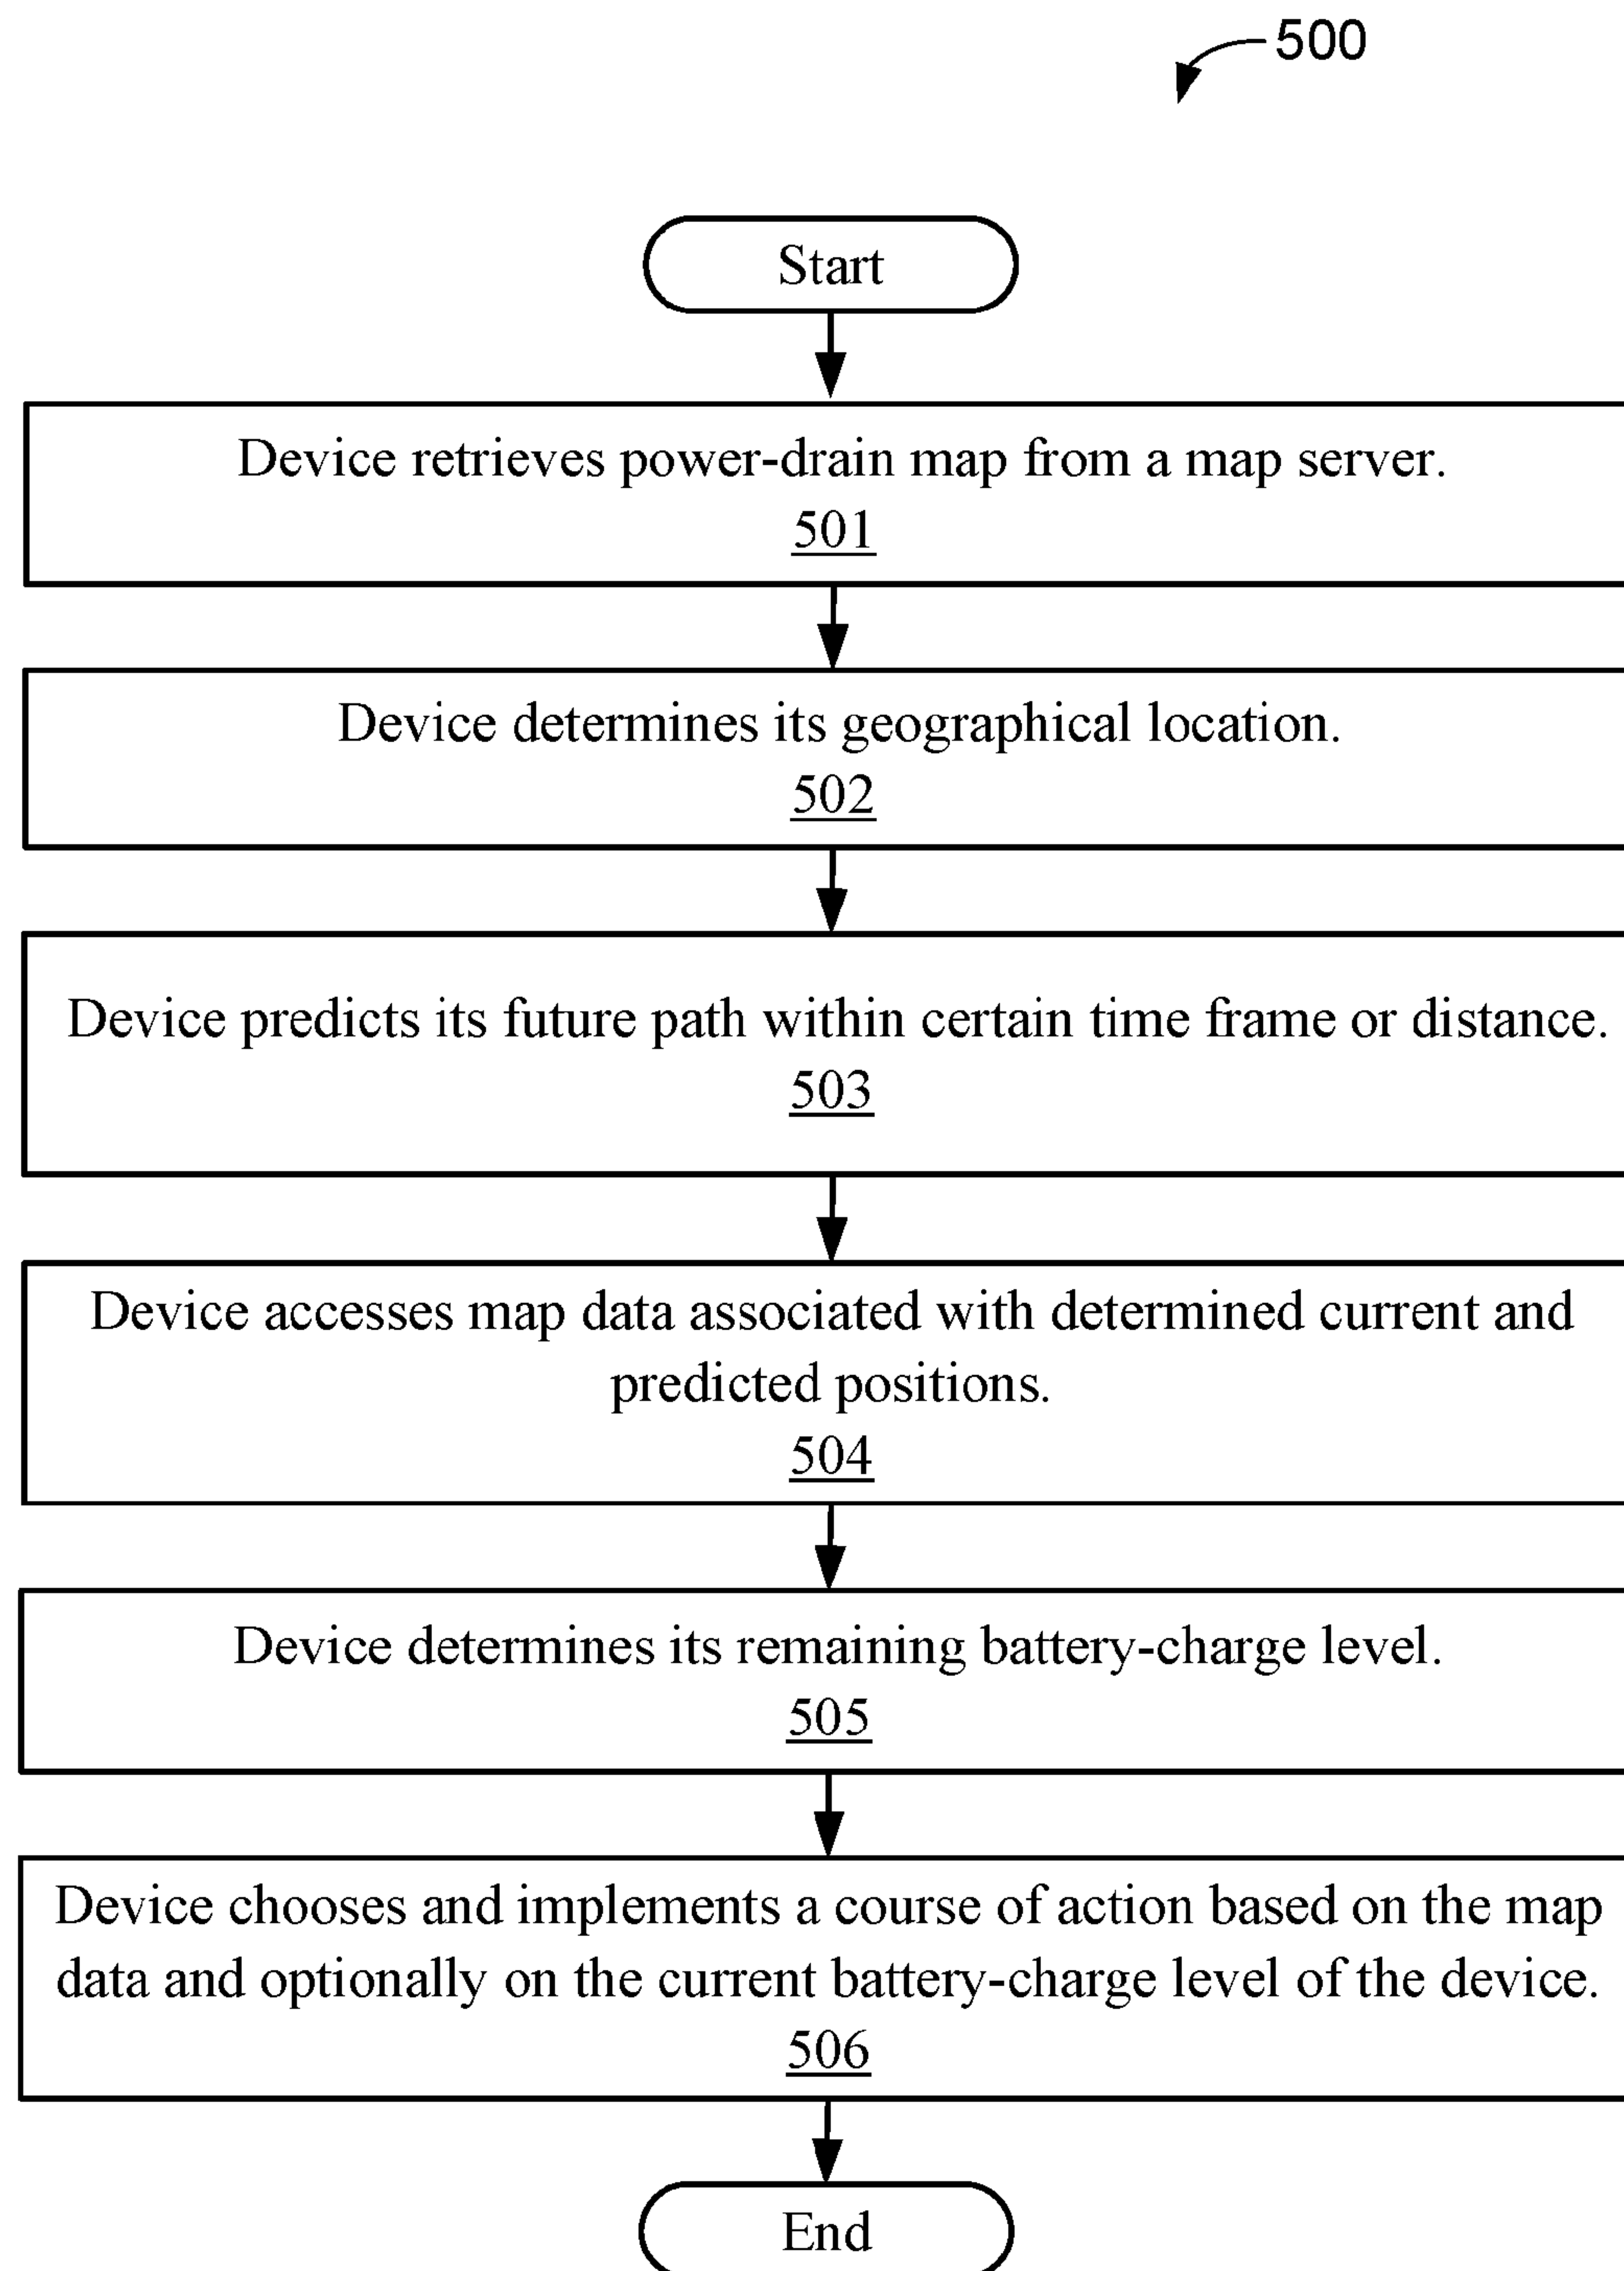 500
Start
Device retrieves power-drain map from a map server.
501
Device determines its geographical location.
502
Device predicts its future path within certain time frame or distance.
503
Device accesses map data associated with determined current and
predicted positions.
504
Device determines its remaining battery-charge level.
505
Device chooses and implements a course of action based on the map
data and optionally on the current battery-charge level of the device.
506
End